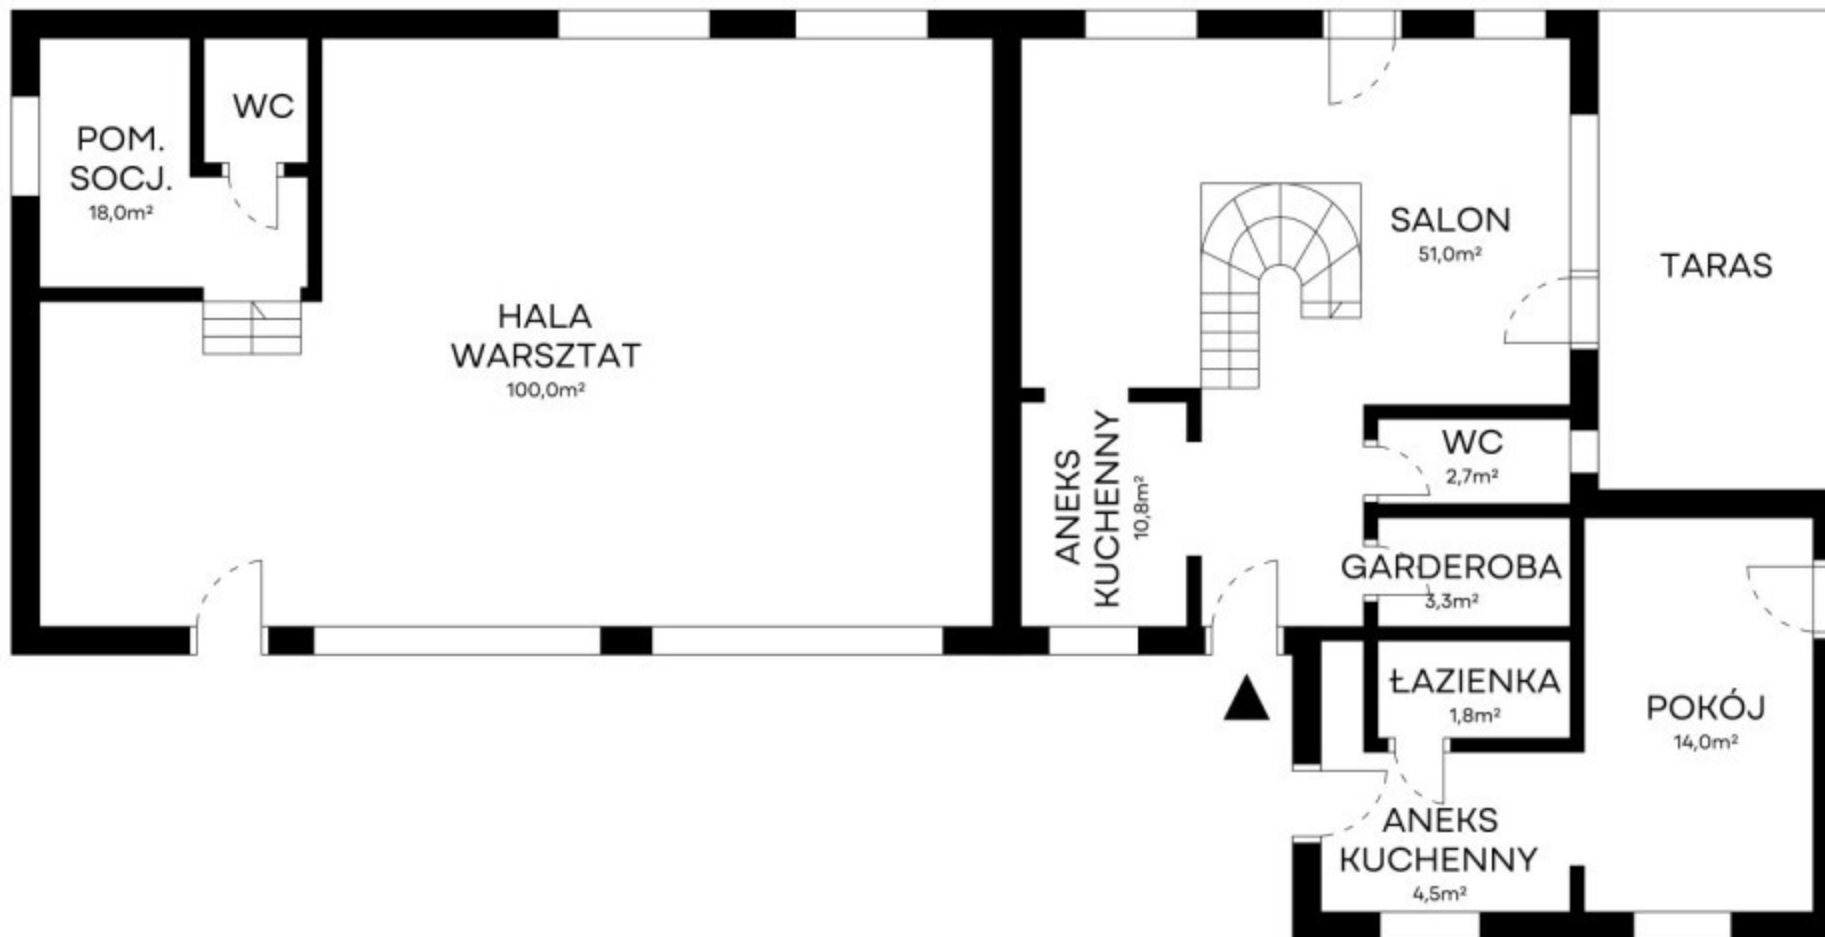 WC
POM.
SOCJ.
18,0m²
HALA
WARSZTAT
100,0m²
SALON
51,0m²
TARAS
ANEKS
KUCHENNY
10,8m²
WC
2,7m²
GARDEROBA
3,3m²
ŁAZIENKA
1,8m²
POKÓJ
14,0m²
ANEKS
KUCHENNY
4,5m²